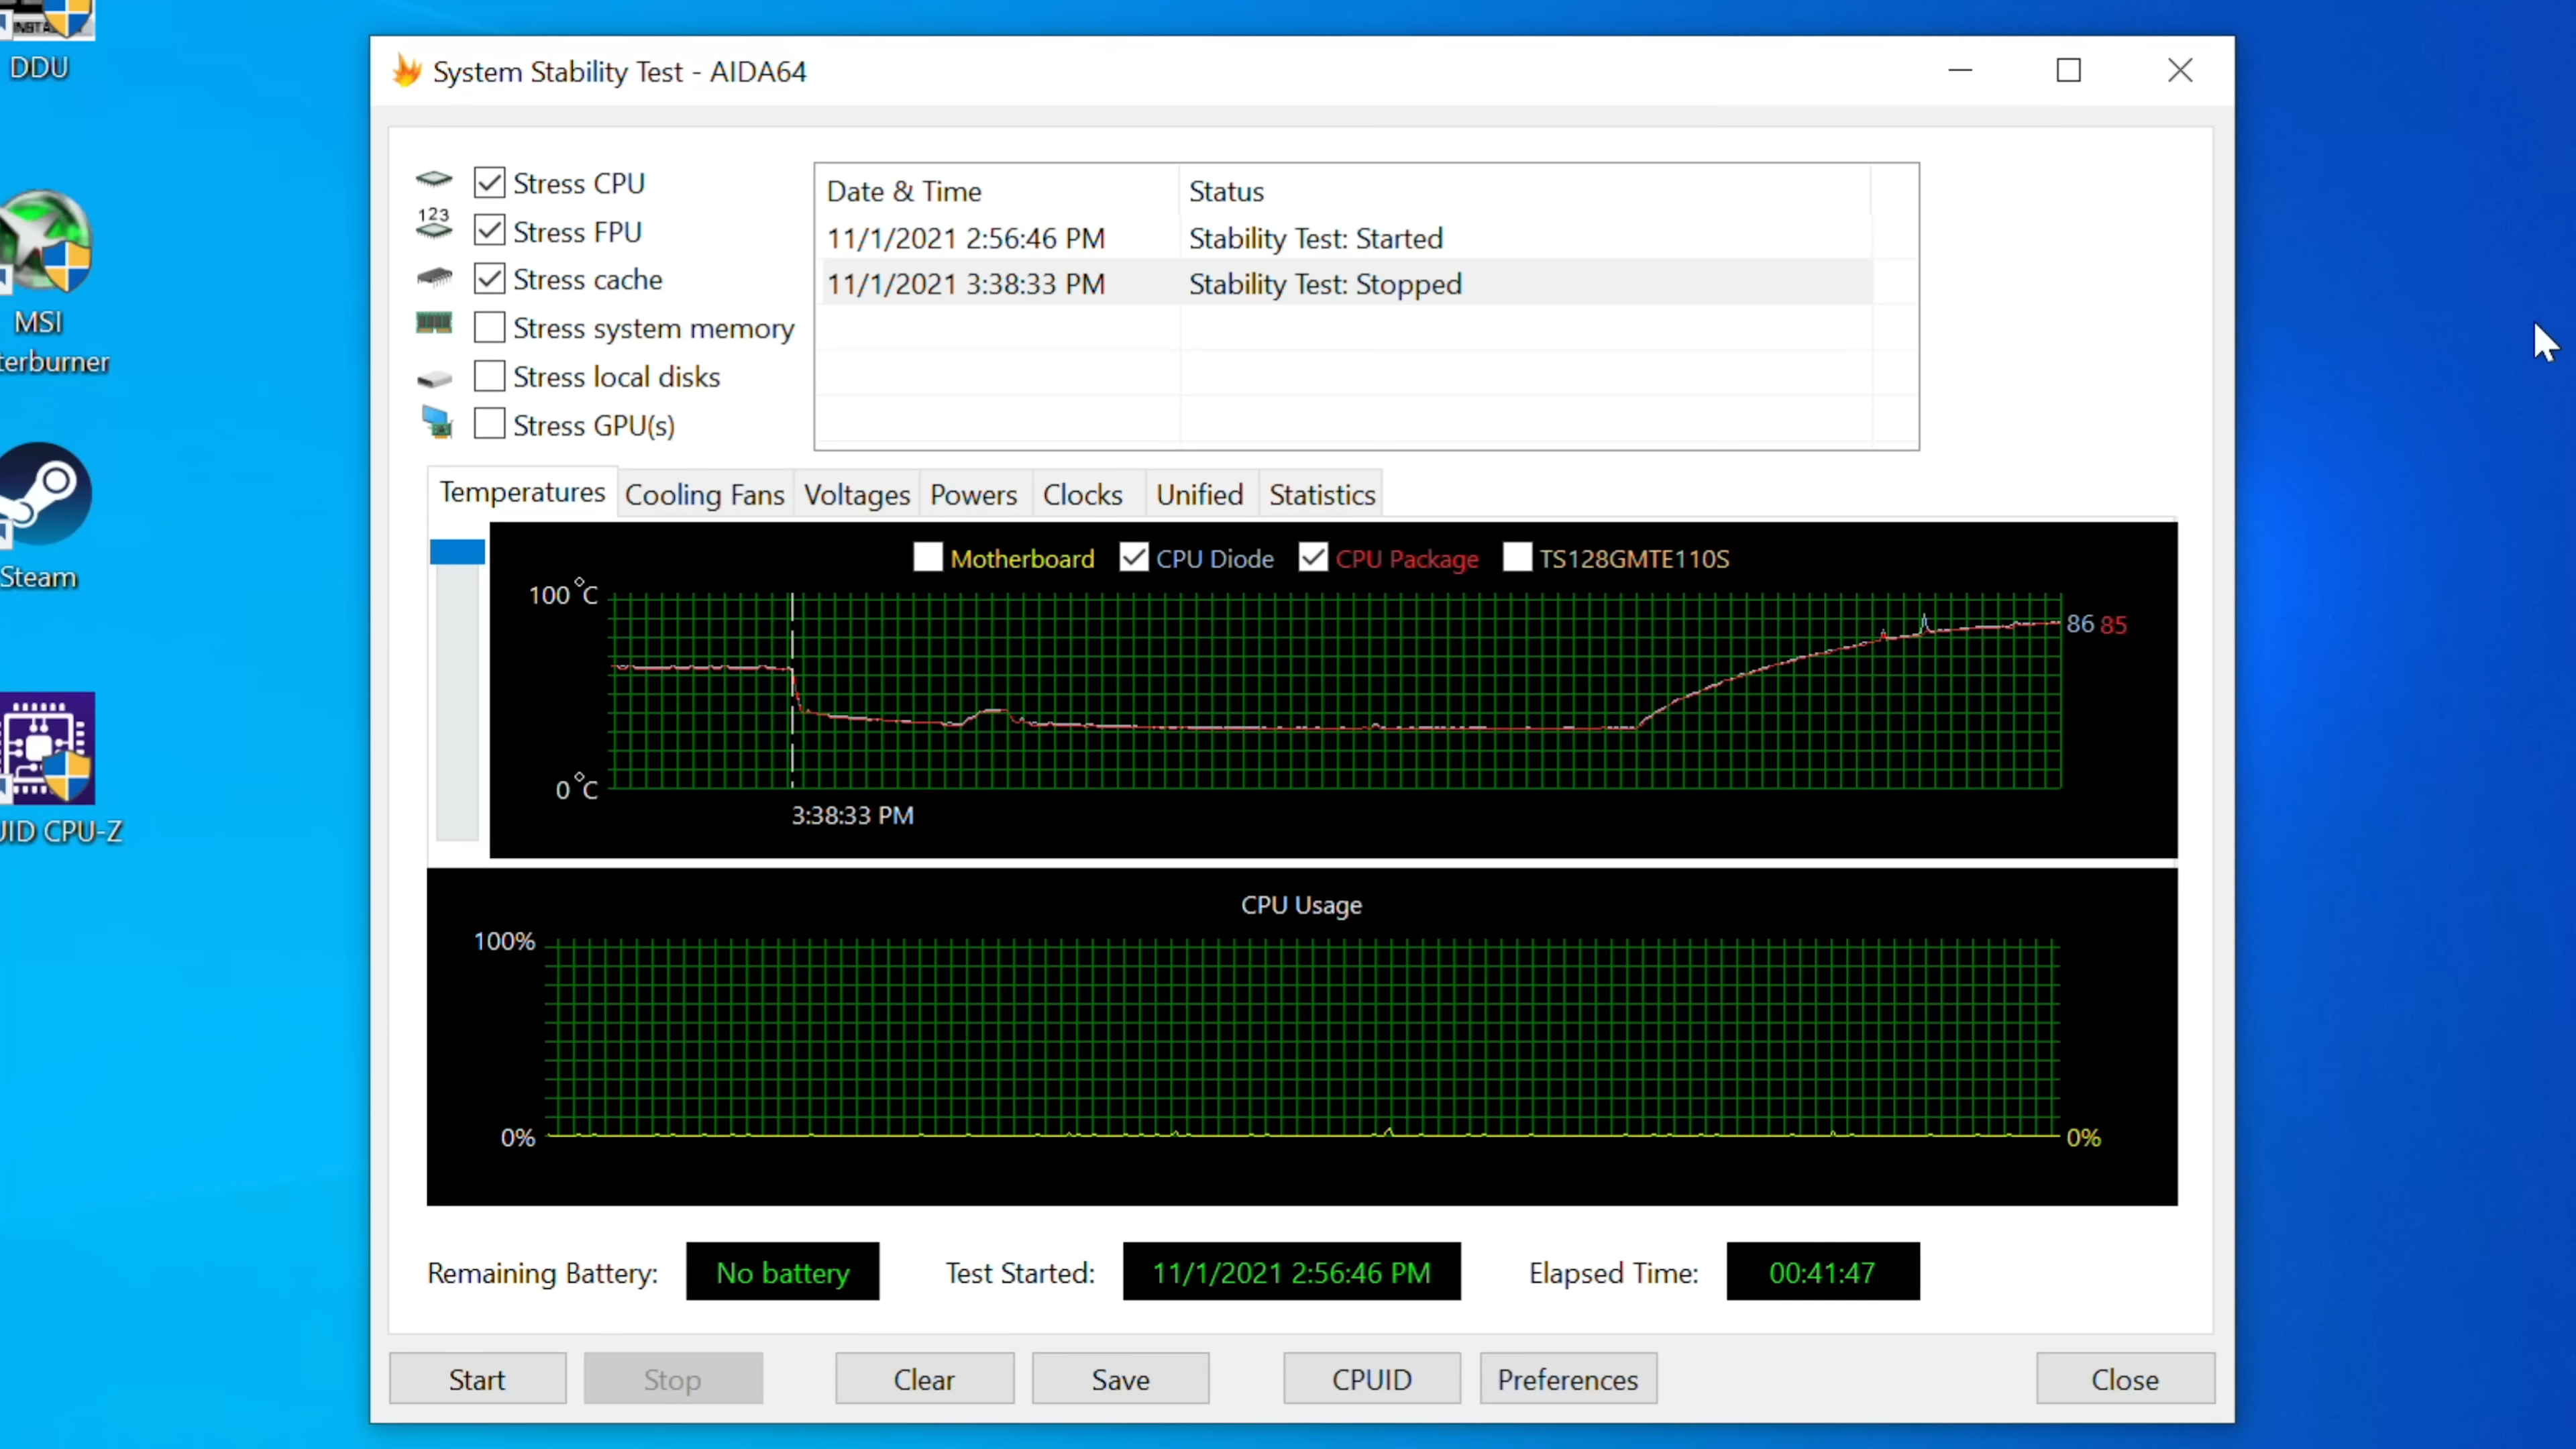 DDU
MSI
terburner
Steam
UID CPU-Z
System Stability Test - AIDA64
Stress CPU
123
Stress FPU
Stress cache
Stress system memory
Stress local disks
Stress GPU(s)
Date & Time Status
11/1/2021 2:56:46 PM Stability Test: Started
11/1/2021 3:38:33 PM Stability Test: Stopped
Temperatures Cooling Fans Voltages Powers Clocks Unified Statistics
Motherboard CPU Diode CPU Package TS128GMTE110S
100°C
86 85
0°C
3:38:33 PM
CPU Usage
100%
0% 0%
Remaining Battery: No battery Test Started: 11/1/2021 2:56:46 PM Elapsed Time: 00:41:47
Start Stop Clear Save CPUID Preferences Close